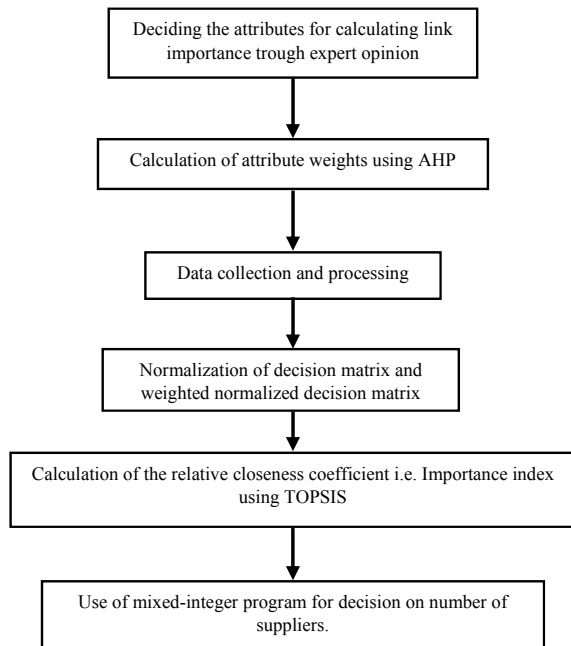 Deciding the attributes for calculating link
importance trough expert opinion
Calculation of attribute weights using AHP
Data collection and processing
Normalization of decision matrix and
weighted normalized decision matrix
Calculation of the relative closeness coefficient i.e. Importance index
using TOPSIS
Use of mixed-integer program for decision on number of
suppliers.